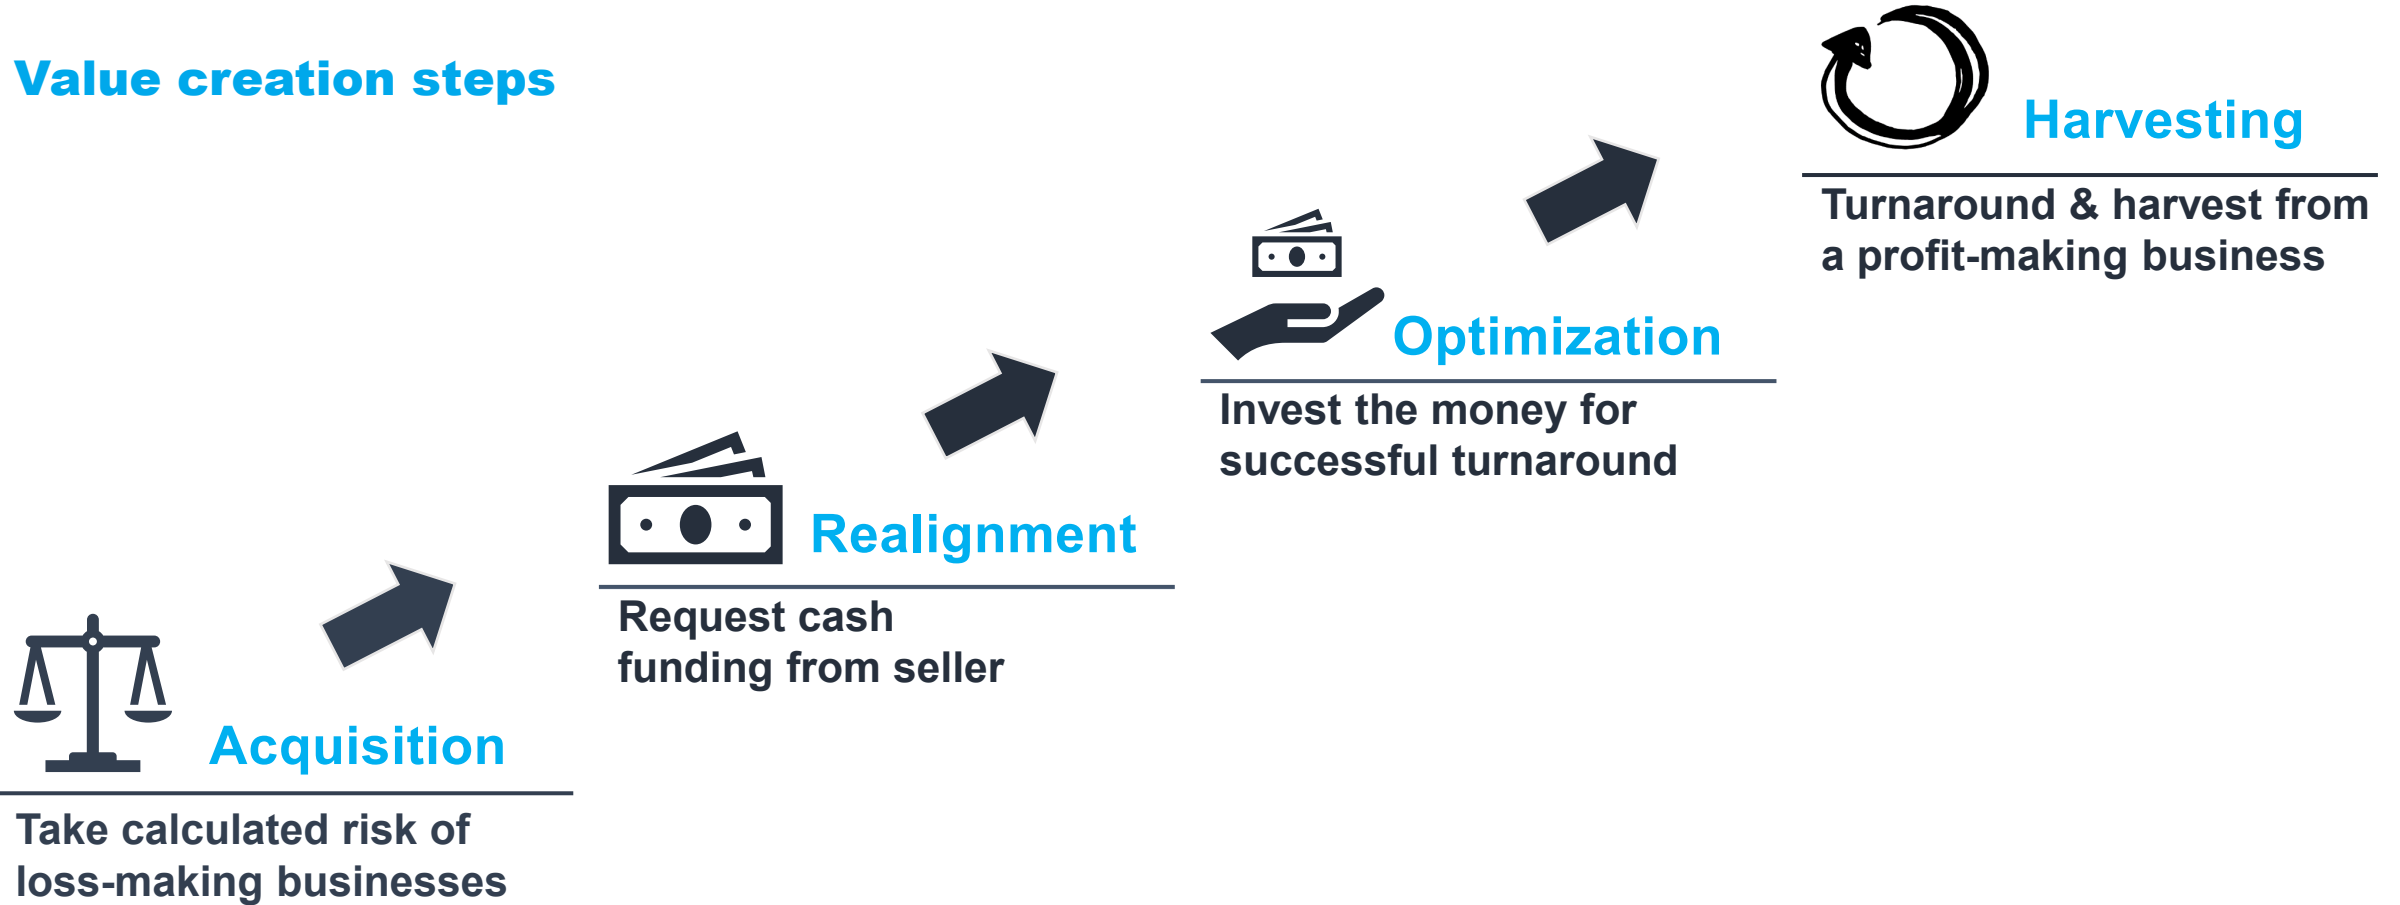 Value creation steps
Acquisition
Take calculated risk of
loss-making businesses
Realignment
Request cash
funding from seller
Optimization
Invest the money for
successful turnaround
Harvesting
Turnaround & harvest from
a profit-making business